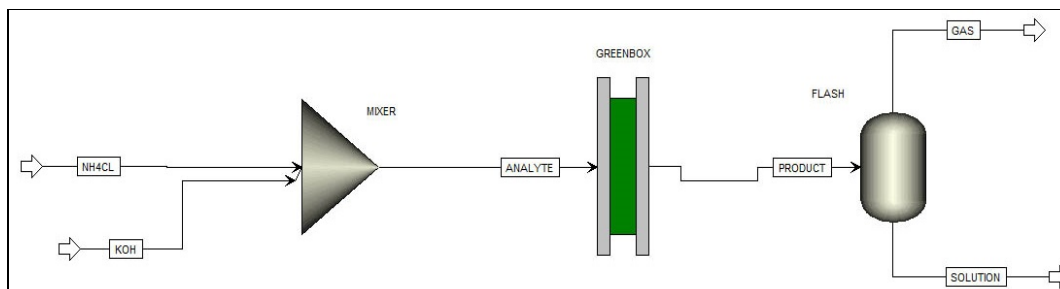 GAS
GREENBOX
FLASH
MIXER
NH4CL
ANALYTE
PRODUCT
KOH
SOLUTION